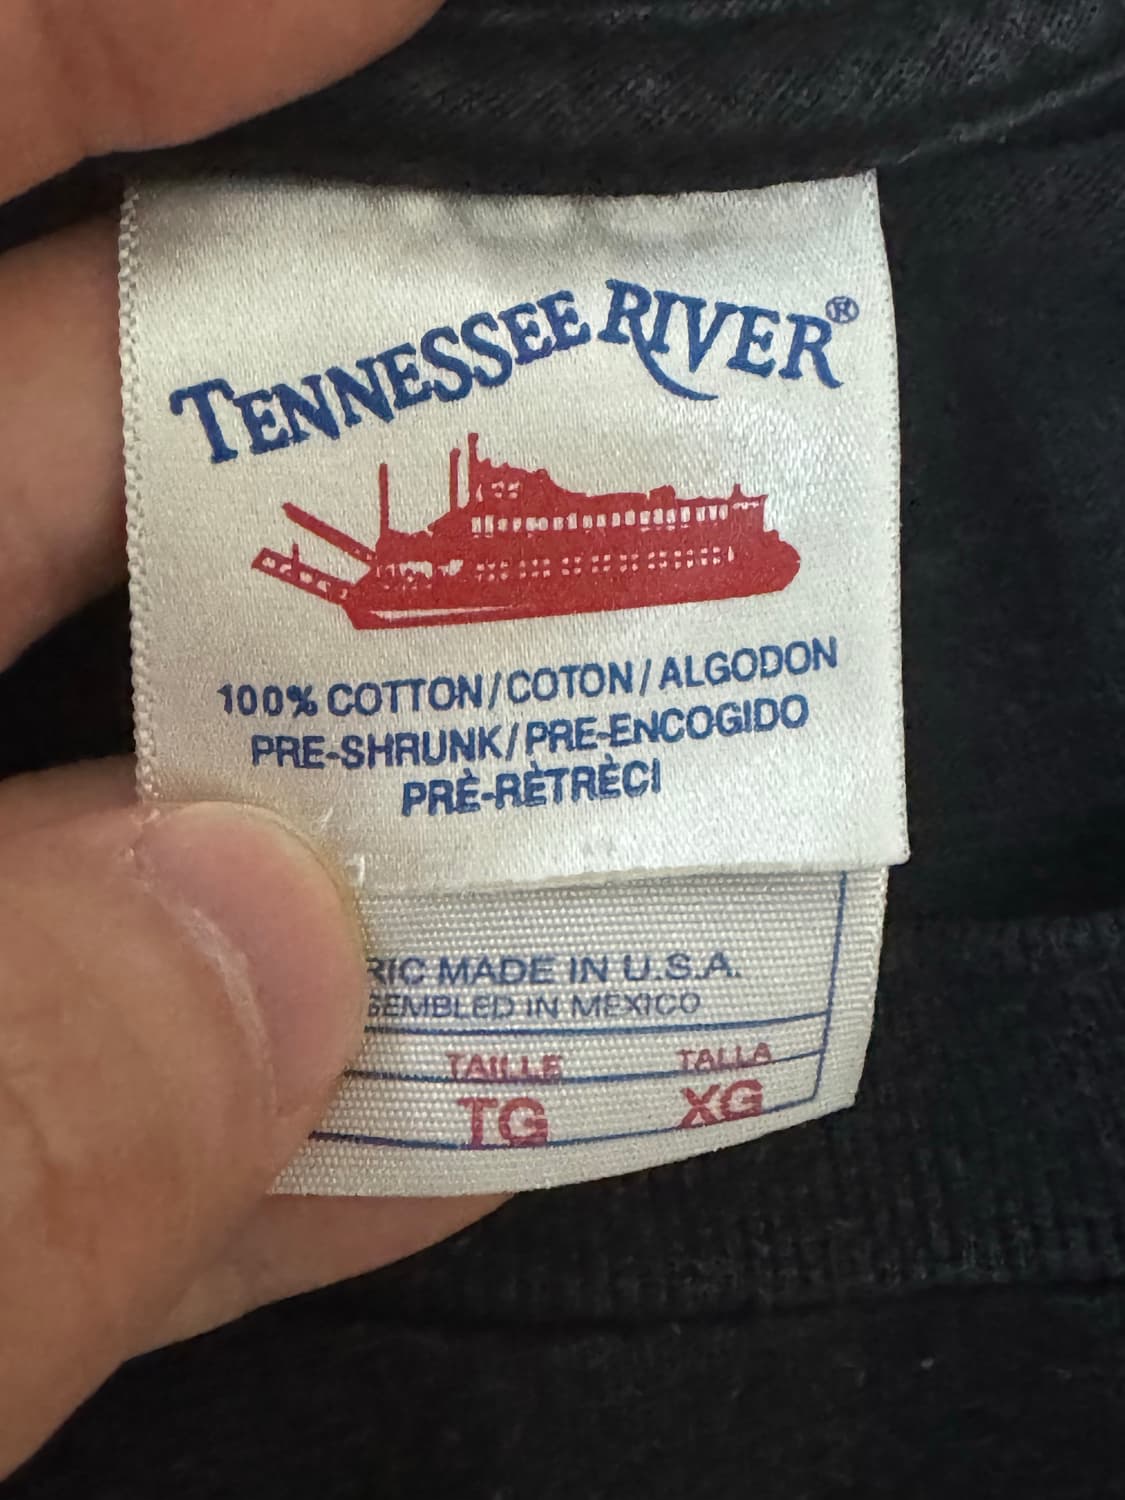 TENNESSEE RIVER®
100% COTTON/COTON/ALGODON
PRE-SHRUNK/PRE-ENCOGIDO
PRÈ-RÈTRÈCI
RIC MADE IN U.S.A.
SEMBLED IN MEXICO
TAILLE TALLA
TG XG